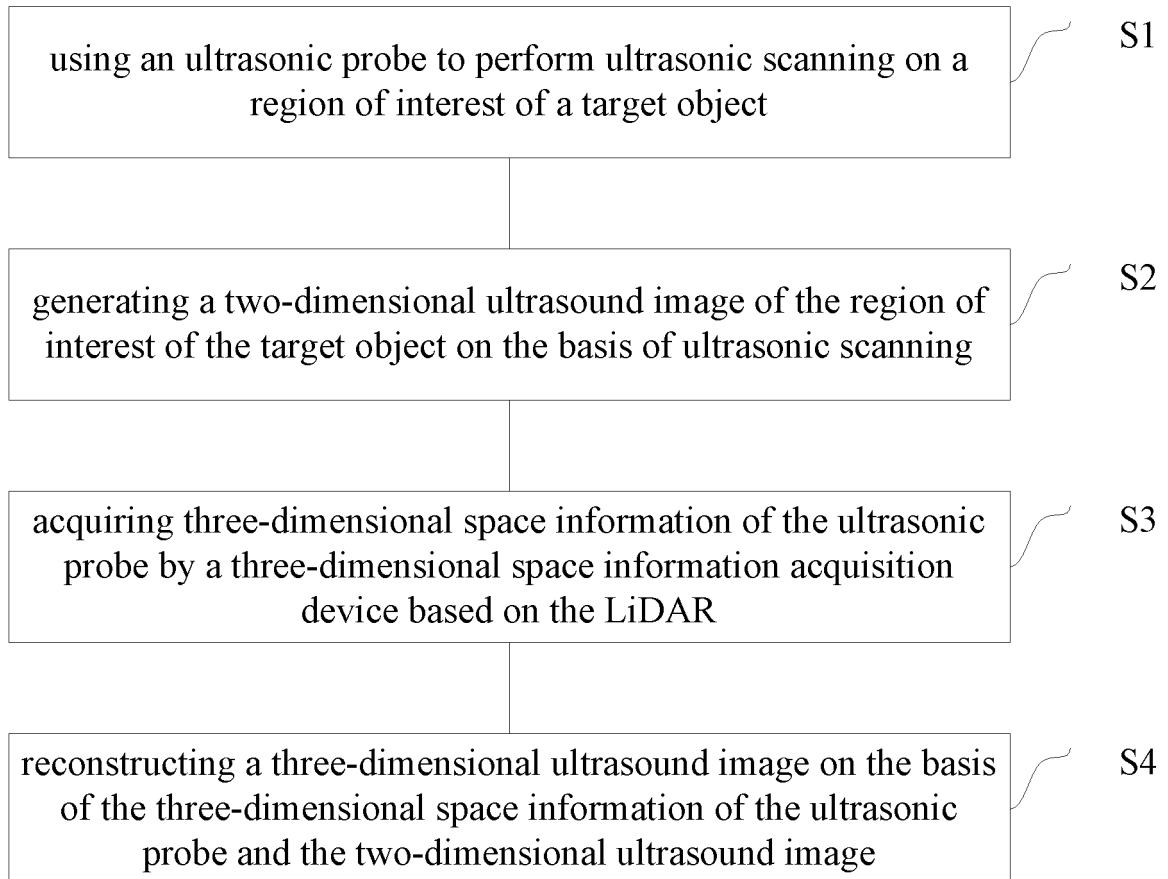 using an ultrasonic probe to perform ultrasonic scanning on a
region of interest of a target object
S1
generating a two-dimensional ultrasound image of the region of
interest of the target object on the basis of ultrasonic scanning
S2
acquiring three-dimensional space information of the ultrasonic
probe by a three-dimensional space information acquisition
device based on the LiDAR
S3
reconstructing a three-dimensional ultrasound image on the basis
of the three-dimensional space information of the ultrasonic
probe and the two-dimensional ultrasound image
S4